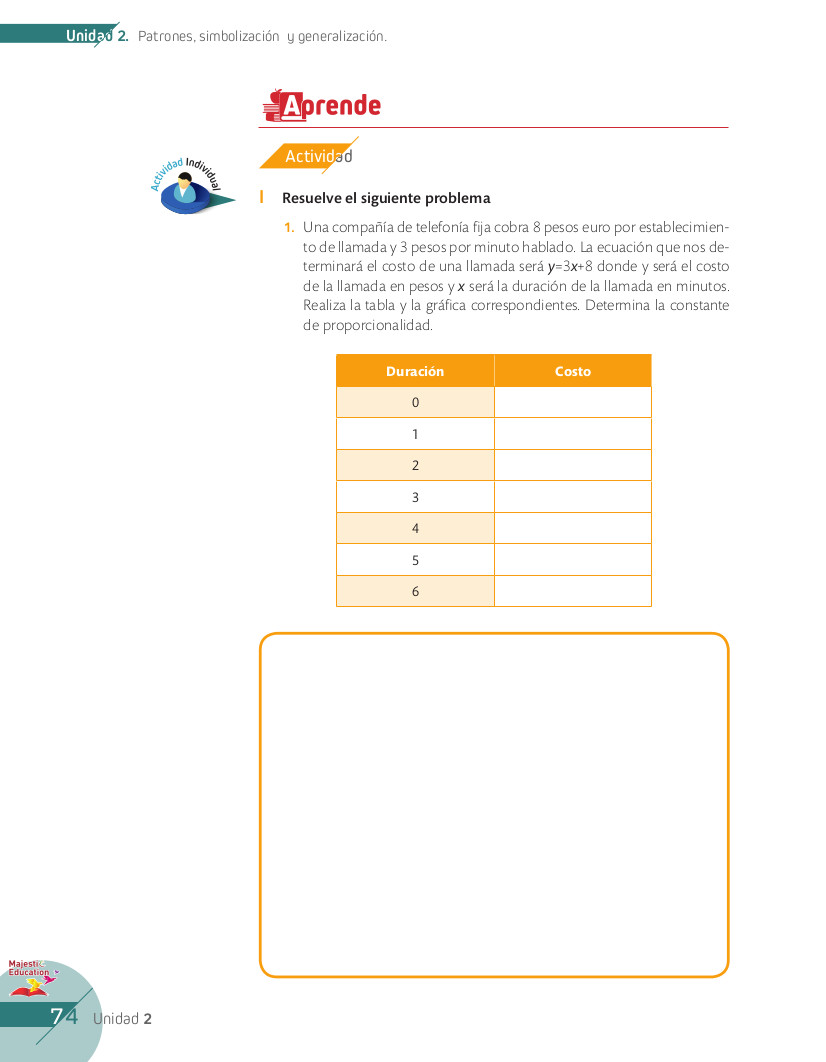 Unidad 2. Patrones, simbolización y generalización.
Aprende
Actividad
Actividad Individual
I Resuelve el siguiente problema
1. Una compañía de telefonía fija cobra 8 pesos euro por establecimien-
to de llamada y 3 pesos por minuto hablado. La ecuación que nos de-
terminará el costo de una llamada será y=3x+8 donde y será el costo
de la llamada en pesos y x será la duración de la llamada en minutos.
Realiza la tabla y la gráfica correspondientes. Determina la constante
de proporcionalidad.
Duración Costo
0
1
2
3
4
5
6
Majestic
Education
74 Unidad 2